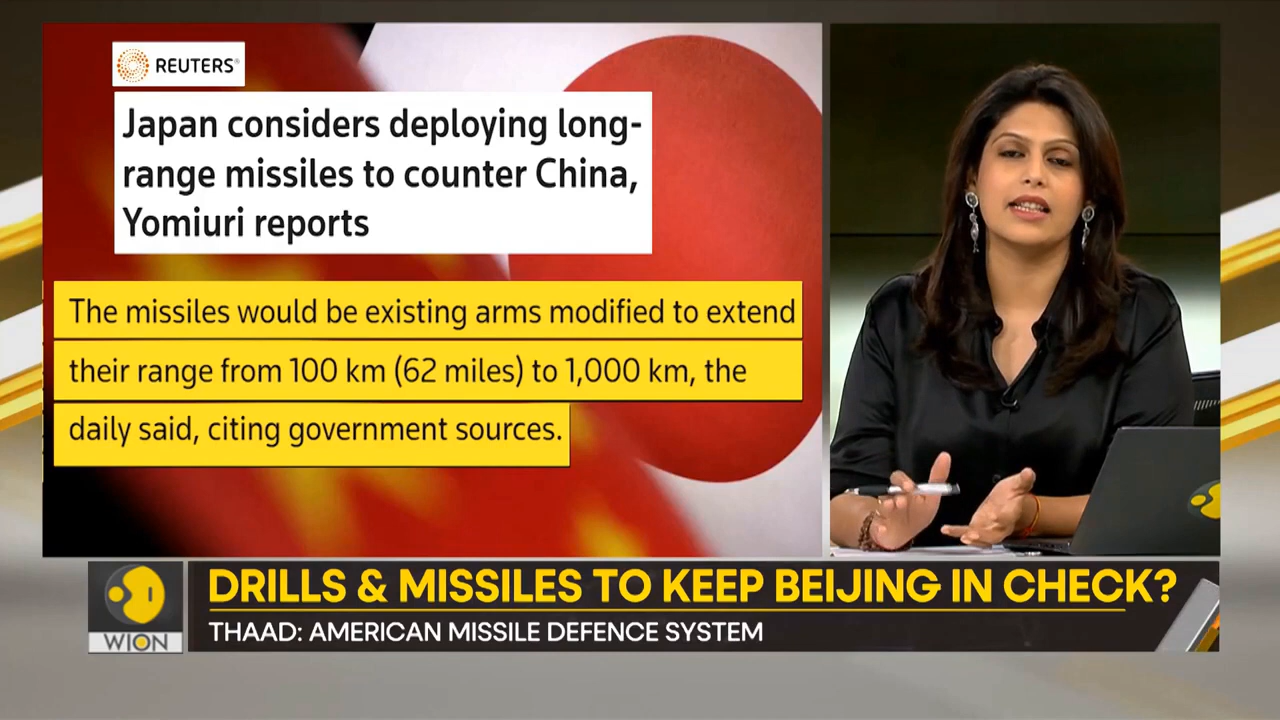 REUTERS®
Japan considers deploying long-
range missiles to counter China,
Yomiuri reports
The missiles would be existing arms modified to extend
their range from 100 km (62 miles) to 1,000 km, the
daily said, citing government sources.
WION
DRILLS & MISSILES TO KEEP BEIJING IN CHECK?
THAAD: AMERICAN MISSILE DEFENCE SYSTEM